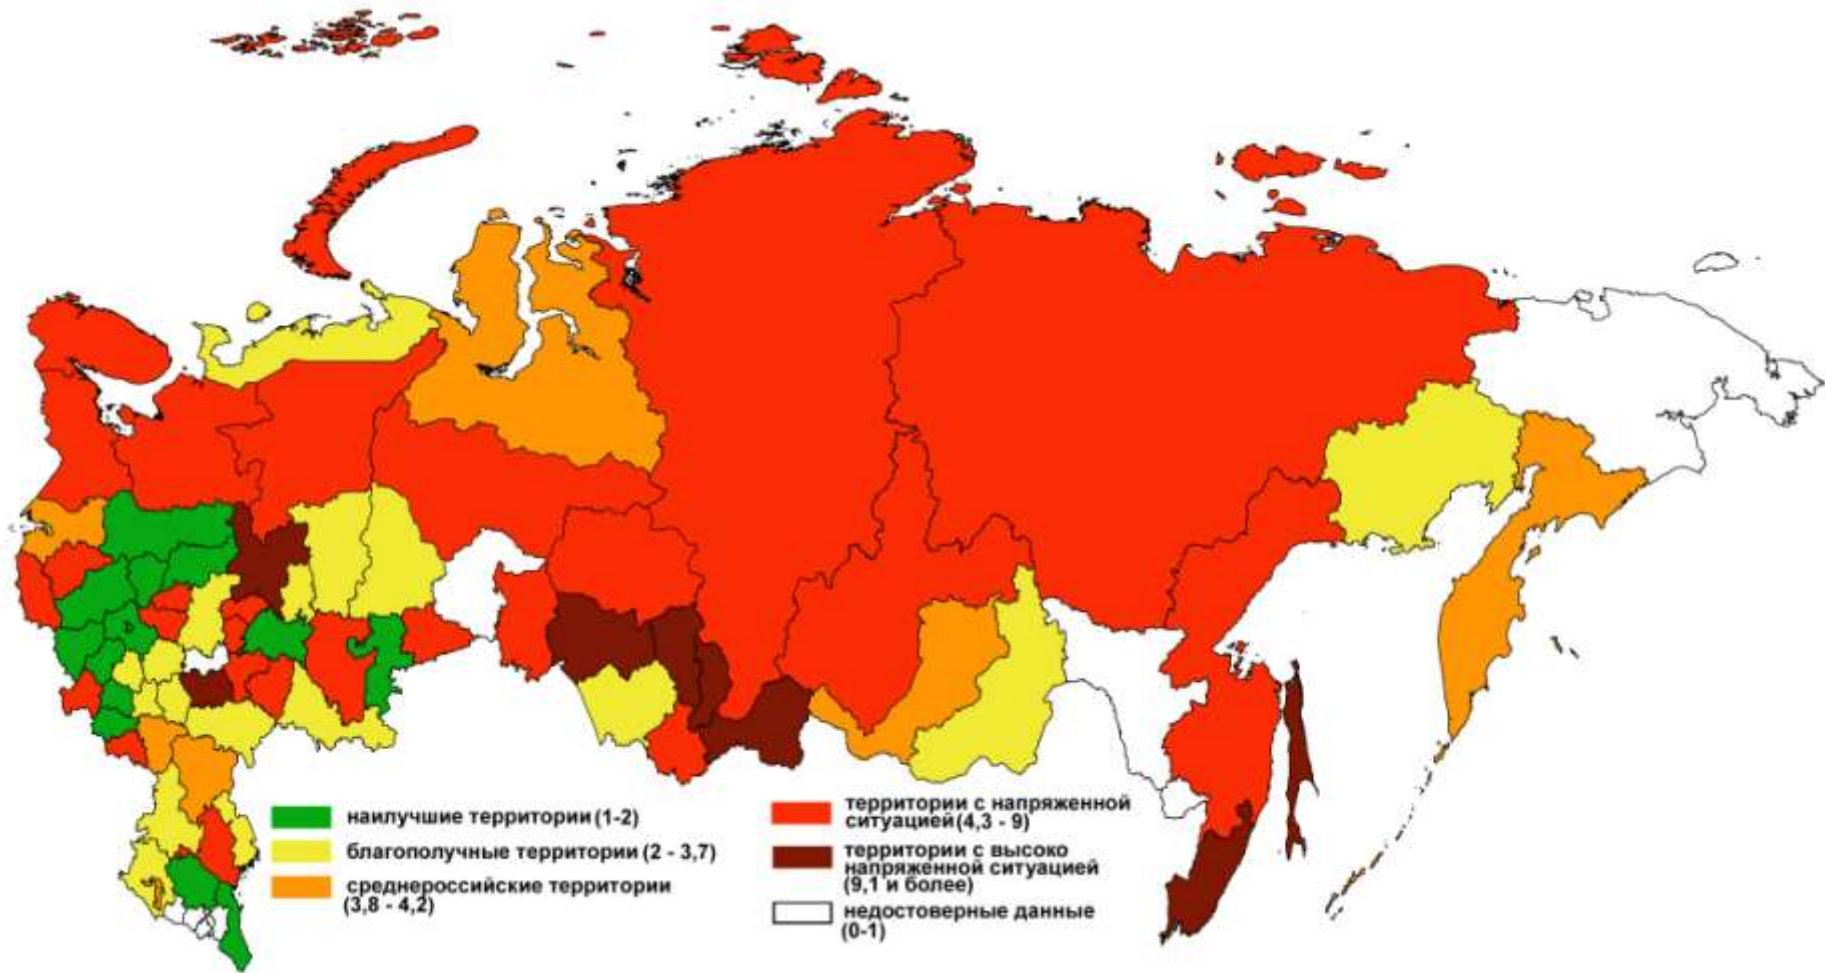 наилучшие территории (1-2)
благополучные территории (2 - 3,7)
среднероссийские территории
(3,8 - 4,2)
территории с напряженной
ситуацией (4,3 - 9)
территории с высоко
напряженной ситуацией
(9,1 и более)
недостоверные данные
(0-1)